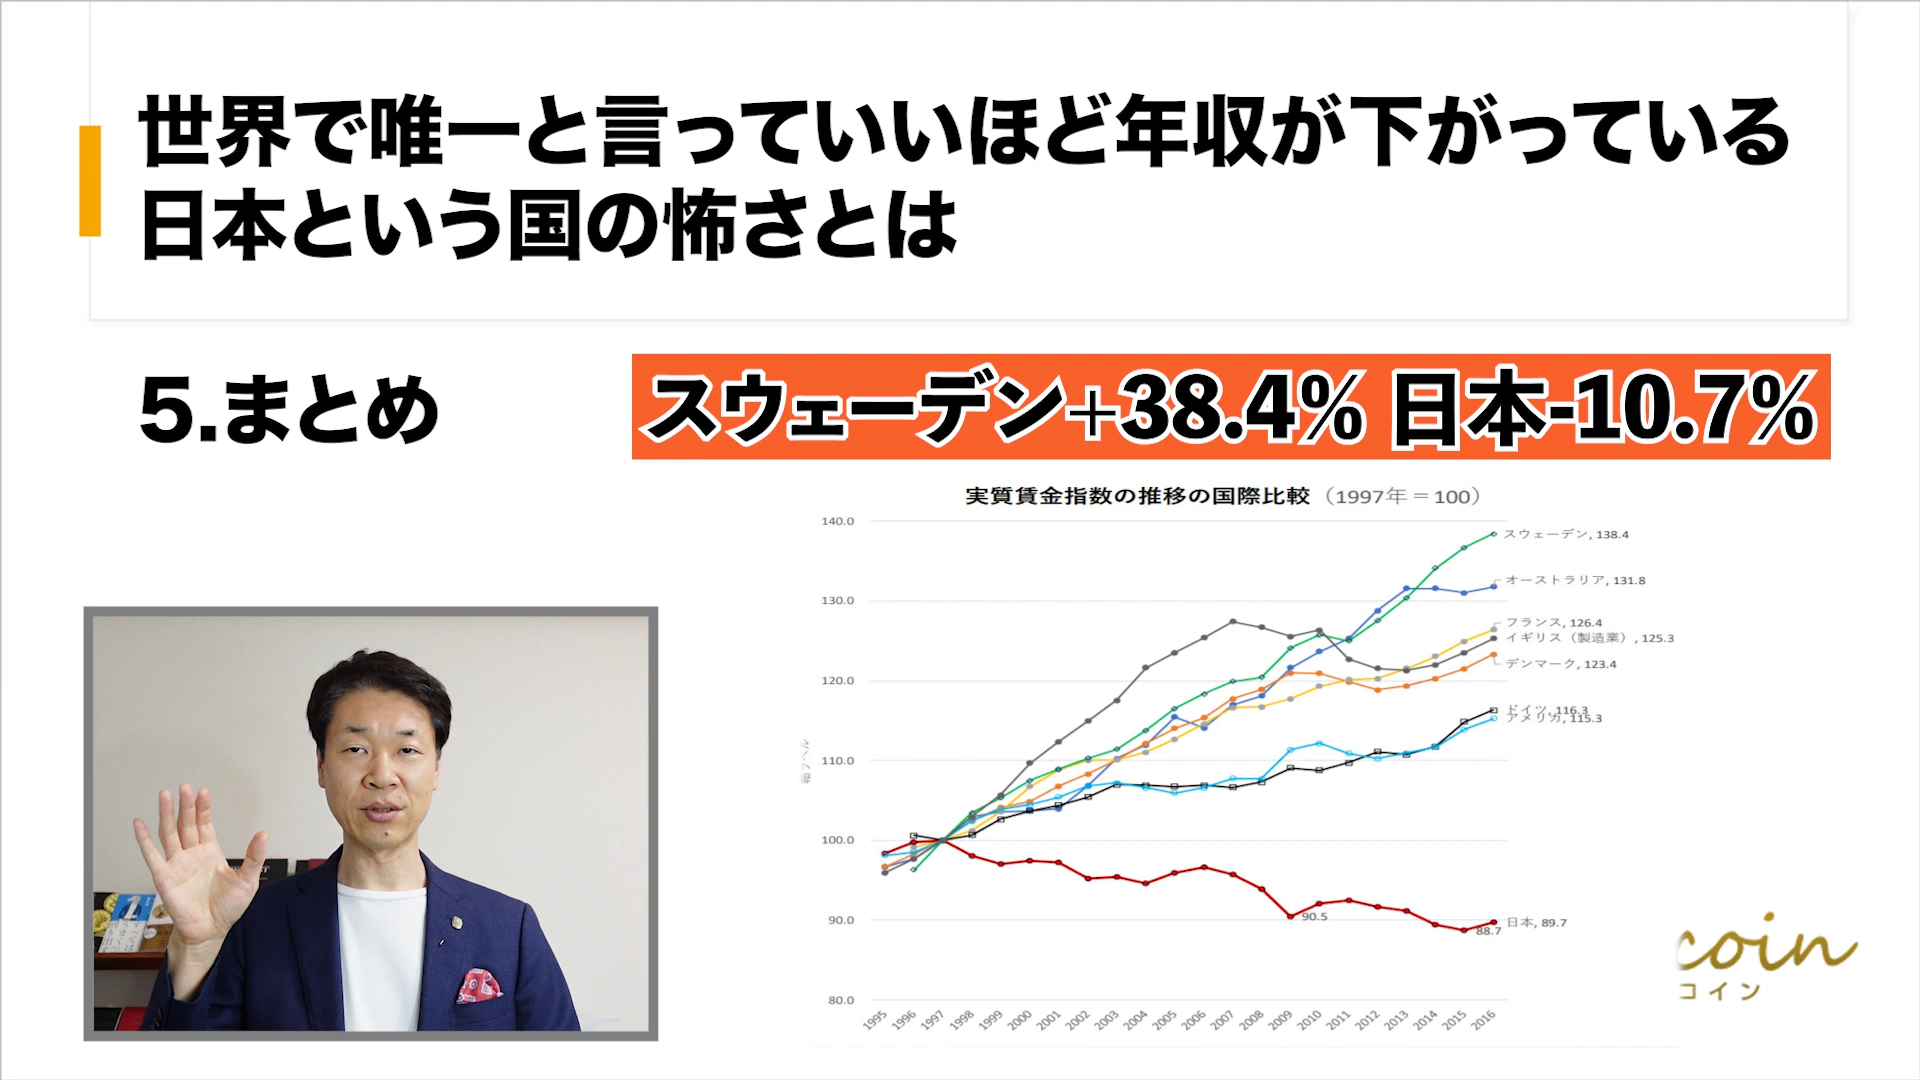 世界で唯一と言っていいほど年収が下がっている
日本という国の怖さとは
5.まとめ
スウェーデン+38.4% 日本-10.7%
実質賃金指数の推移の国際比較（1997年＝100）
140.0
130.0
120.0
110.0
100.0
90.0
80.0
スウェーデン, 138.4
オーストラリア, 131.8
フランス, 126.4
イギリス（製造業）, 125.3
デンマーク, 123.4
ドイツ, 116.3
アメリカ, 115.3
90.5
日本, 89.7
88.7
1995 1996 1997 1998 1999 2000 2001 2002 2003 2004 2005 2006 2007 2008 2009 2010 2011 2012 2013 2014 2015 2016
coin
コイン